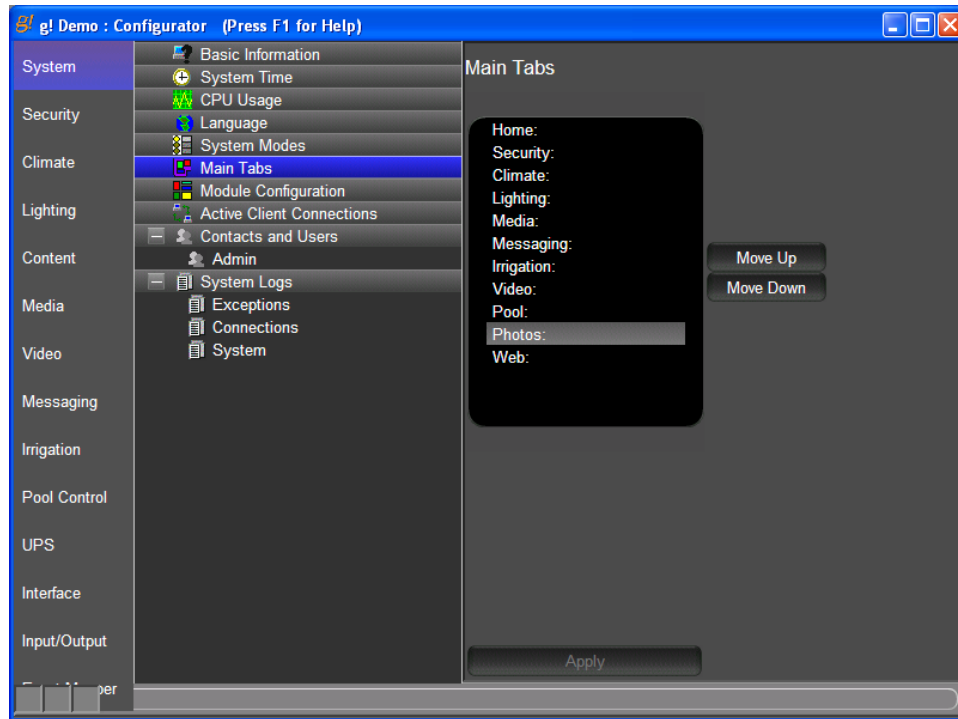 g! g! Demo : Configurator (Press F1 for Help)
System
Security
Climate
Lighting
Content
Media
Video
Messaging
Irrigation
Pool Control
UPS
Interface
Input/Output
Basic Information
System Time
CPU Usage
Language
System Modes
Main Tabs
Module Configuration
Active Client Connections
Contacts and Users
Admin
System Logs
Exceptions
Connections
System
Main Tabs
Home:
Security:
Climate:
Lighting:
Media:
Messaging:
Irrigation:
Video:
Pool:
Photos:
Web:
Move Up
Move Down
Apply